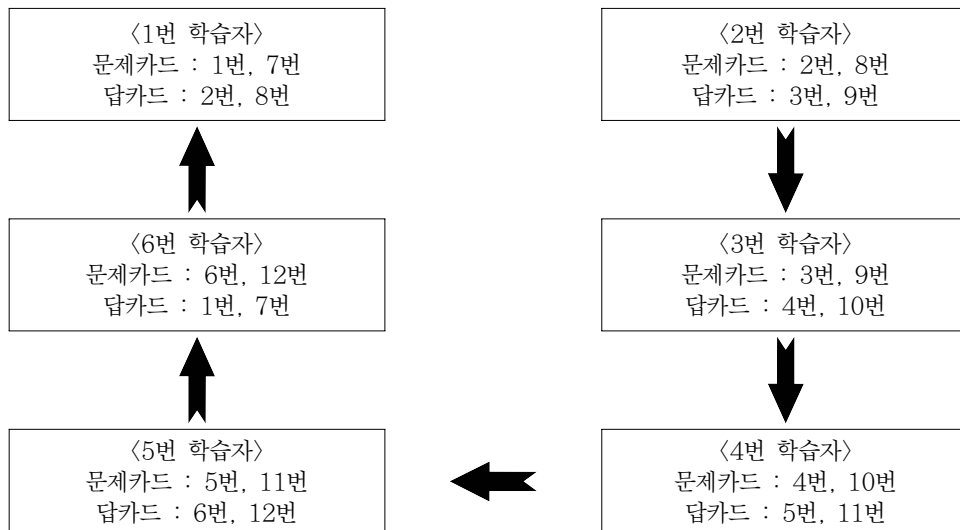 〈1번 학습자〉
문제카드 : 1번, 7번
답카드 : 2번, 8번
〈2번 학습자〉
문제카드 : 2번, 8번
답카드 : 3번, 9번
〈6번 학습자〉
문제카드 : 6번, 12번
답카드 : 1번, 7번
〈3번 학습자〉
문제카드 : 3번, 9번
답카드 : 4번, 10번
〈5번 학습자〉
문제카드 : 5번, 11번
답카드 : 6번, 12번
〈4번 학습자〉
문제카드 : 4번, 10번
답카드 : 5번, 11번